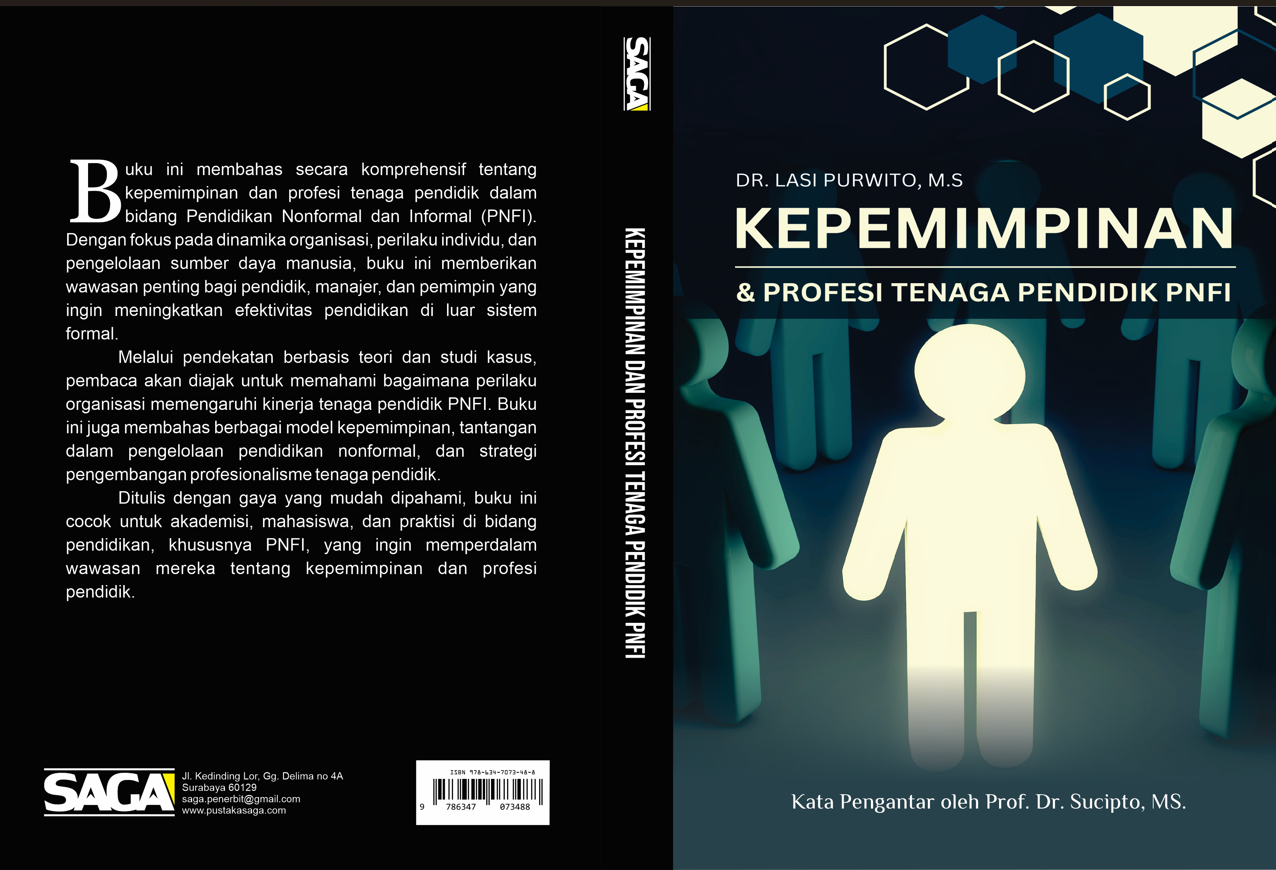 Buku ini membahas secara komprehensif tentang
kepemimpinan dan profesi tenaga pendidik dalam
bidang Pendidikan Nonformal dan Informal (PNFI).
Dengan fokus pada dinamika organisasi, perilaku individu, dan
pengelolaan sumber daya manusia, buku ini memberikan
wawasan penting bagi pendidik, manajer, dan pemimpin yang
ingin meningkatkan efektivitas pendidikan di luar sistem
formal.
Melalui pendekatan berbasis teori dan studi kasus,
pembaca akan diajak untuk memahami bagaimana perilaku
organisasi memengaruhi kinerja tenaga pendidik PNFI. Buku
ini juga membahas berbagai model kepemimpinan, tantangan
dalam pengelolaan pendidikan nonformal, dan strategi
pengembangan profesionalisme tenaga pendidik.
Ditulis dengan gaya yang mudah dipahami, buku ini
cocok untuk akademisi, mahasiswa, dan praktisi di bidang
pendidikan, khususnya PNFI, yang ingin memperdalam
wawasan mereka tentang kepemimpinan dan profesi
pendidik.
SAGA
Jl. Kedinding Lor, Gg. Delima no 4A
Surabaya 60129
saga.penerbit@gmail.com
www.pustakasaga.com
ISBN 978-634-7073-48-8
9 786347 073488
SAGA
KEPEMIMPINAN DAN PROFESI TENAGA PENDIDIK PNFI
DR. LASI PURWITO, M.S
KEPEMIMPINAN
& PROFESI TENAGA PENDIDIK PNFI
Kata Pengantar oleh Prof. Dr. Sucipto, MS.